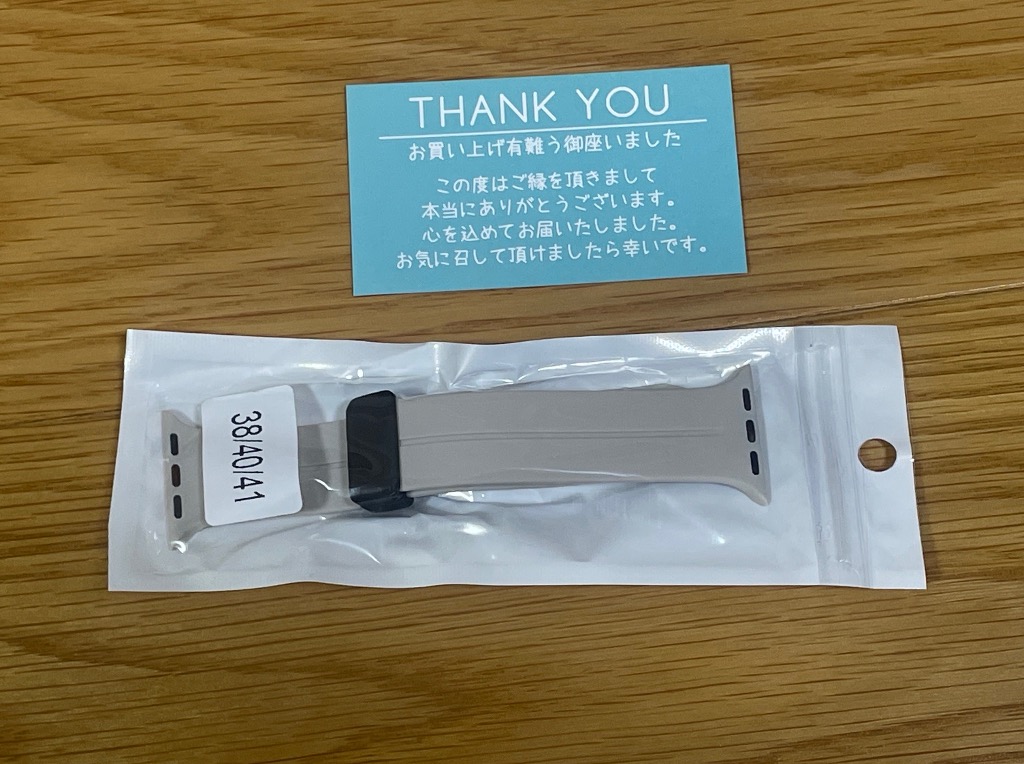 THANK YOU
お買い上げ有難う御座いました
この度はご縁を頂きまして
本当にありがとうございます。
心を込めてお届いたしました。
お気に召して頂けましたら幸いです。
38/40/41